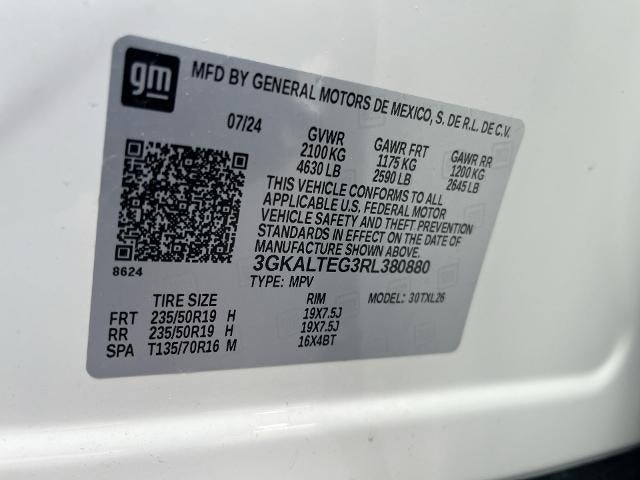 gm
MFD BY GENERAL MOTORS DE MEXICO, S. DE R.L. DE C.V.
07/24 GVWR GAWR FRT GAWR RR
2100 KG 1175 KG 1200 KG
4630 LB 2590 LB 2645 LB
THIS VEHICLE CONFORMS TO ALL
APPLICABLE U.S. FEDERAL MOTOR
VEHICLE SAFETY AND THEFT PREVENTION
STANDARDS IN EFFECT ON THE DATE OF
MANUFACTURE SHOWN ABOVE.
8624 3GKALTEG3RL380880
TYPE: MPV
TIRE SIZE RIM MODEL: 30TXL26
FRT 235/50R19 H 19X7.5J
RR 235/50R19 H 19X7.5J
SPA T135/70R16 M 16X4BT